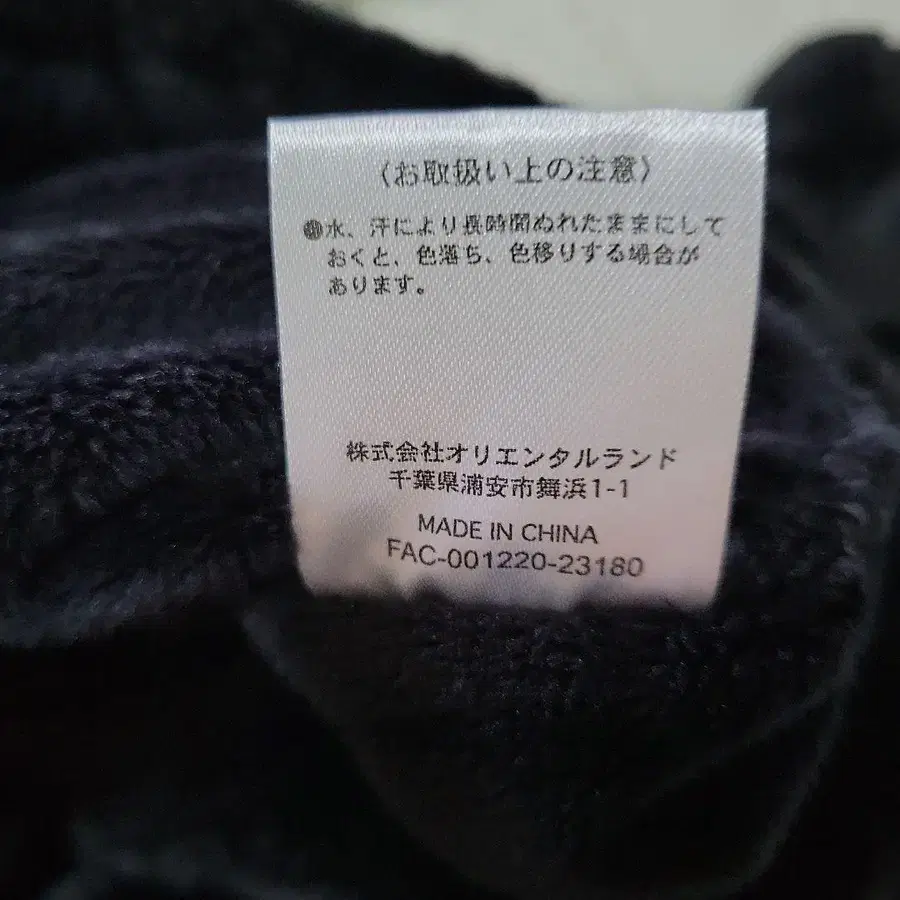 〈お取扱い上の注意〉
●水、汗により長時間ぬれたままにして
おくと、色落ち、色移りする場合が
あります。
株式会社オリエンタルランド
千葉県浦安市舞浜1-1
MADE IN CHINA
FAC-001220-23180